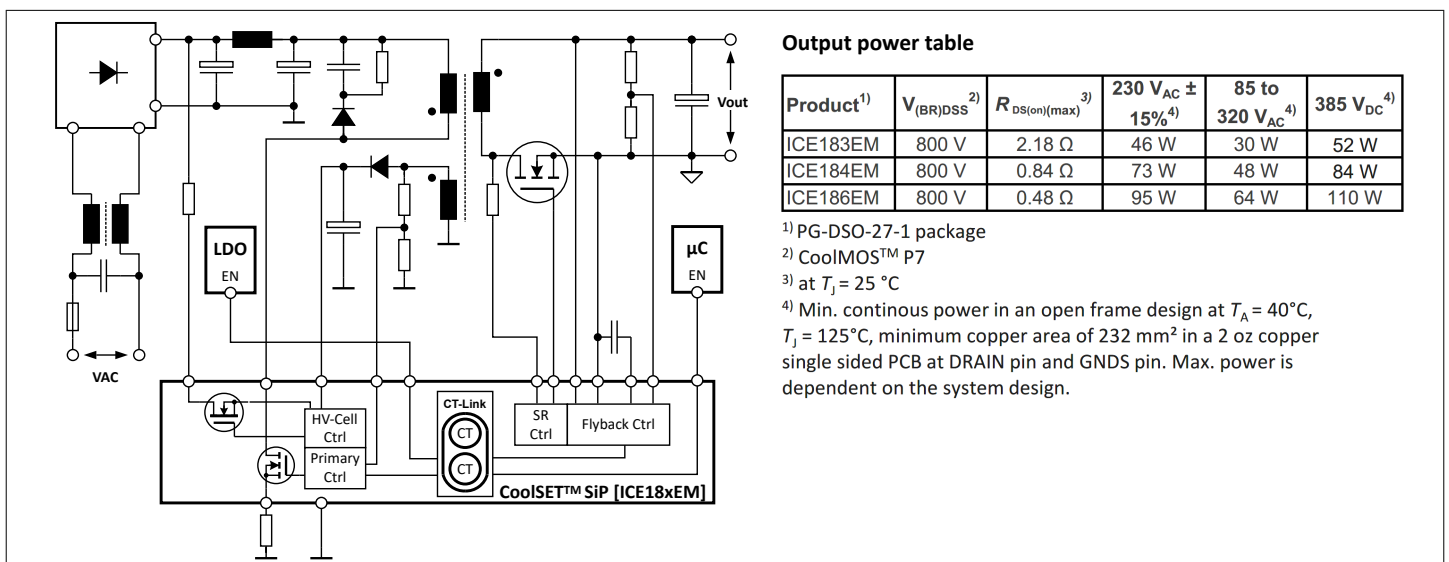 Vout
LDO
EN
µC
EN
VAC
HV-Cell
Ctrl
Primary
Ctrl
CT-Link
CT
CT
SR
Ctrl
Flyback Ctrl
CoolSET™ SiP [ICE18xEM]
Output power table
Product1) V(BR)DSS2) R DS(on)(max) 3) 230 VAC ± 15%4) 85 to 320 VAC4) 385 VDC4)
ICE183EM 800 V 2.18 Ω 46 W 30 W 52 W
ICE184EM 800 V 0.84 Ω 73 W 48 W 84 W
ICE186EM 800 V 0.48 Ω 95 W 64 W 110 W
1) PG-DSO-27-1 package
2) CoolMOS™ P7
3) at TJ = 25 °C
4) Min. continous power in an open frame design at TA = 40°C,
TJ = 125°C, minimum copper area of 232 mm² in a 2 oz copper
single sided PCB at DRAIN pin and GNDS pin. Max. power is
dependent on the system design.